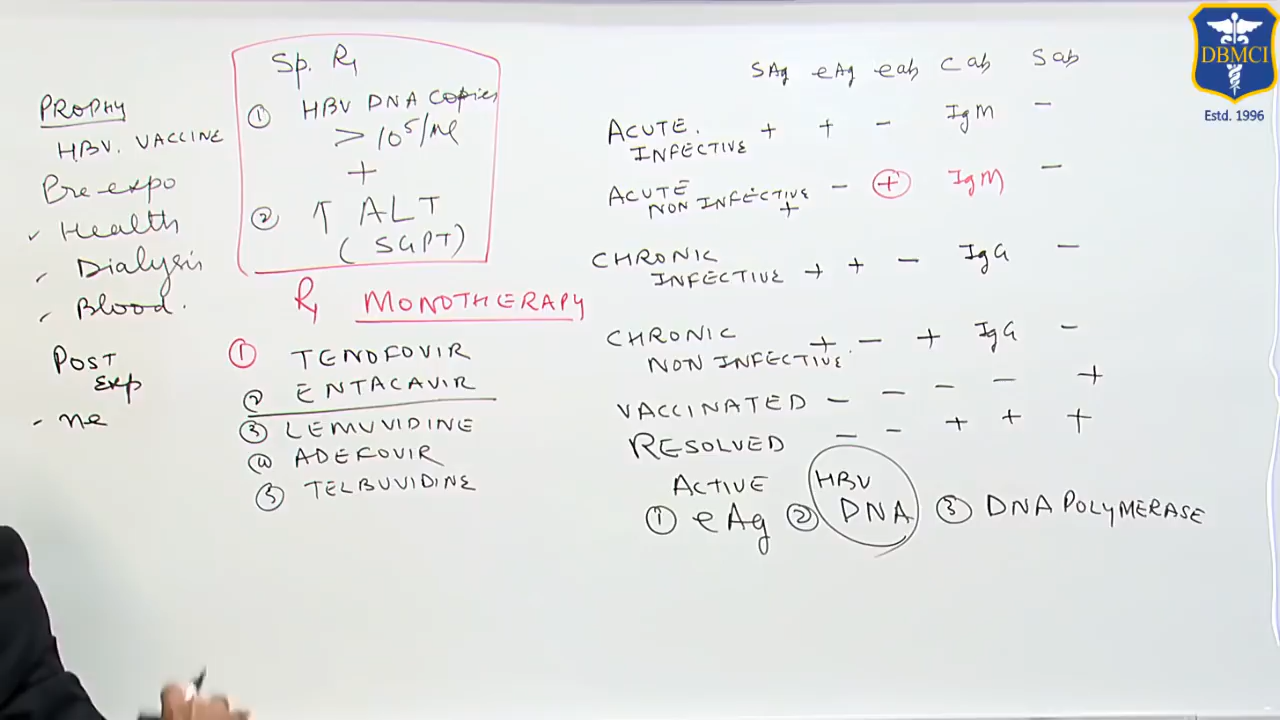 PROPHY
HBV. VACCINE
Pre-expo
✓ Health
✓ Dialysis
✓ Blood.
POST
Exp
- ne
Sp. Rx
① HBV DNA copies
> 10⁵/ml
+
② ↑ ALT
(SGPT)
Rx MONOTHERAPY
① TENOFOVIR
② ENTACAVIR
③ LEMUVIDINE
④ ADEFOVIR
⑤ TELBUVIDINE
SAg eAg eab Cab Sab
ACUTE. INFECTIVE + + - IgM -
ACUTE NON INFECTIVE + - + IgM -
CHRONIC INFECTIVE + + - IgG -
CHRONIC NON INFECTIVE. + - + IgG -
VACCINATED - - - - +
RESOLVED - - + + +
ACTIVE
① eAg ② HBV DNA ③ DNA POLYMERASE
DBMCI
Estd. 1996